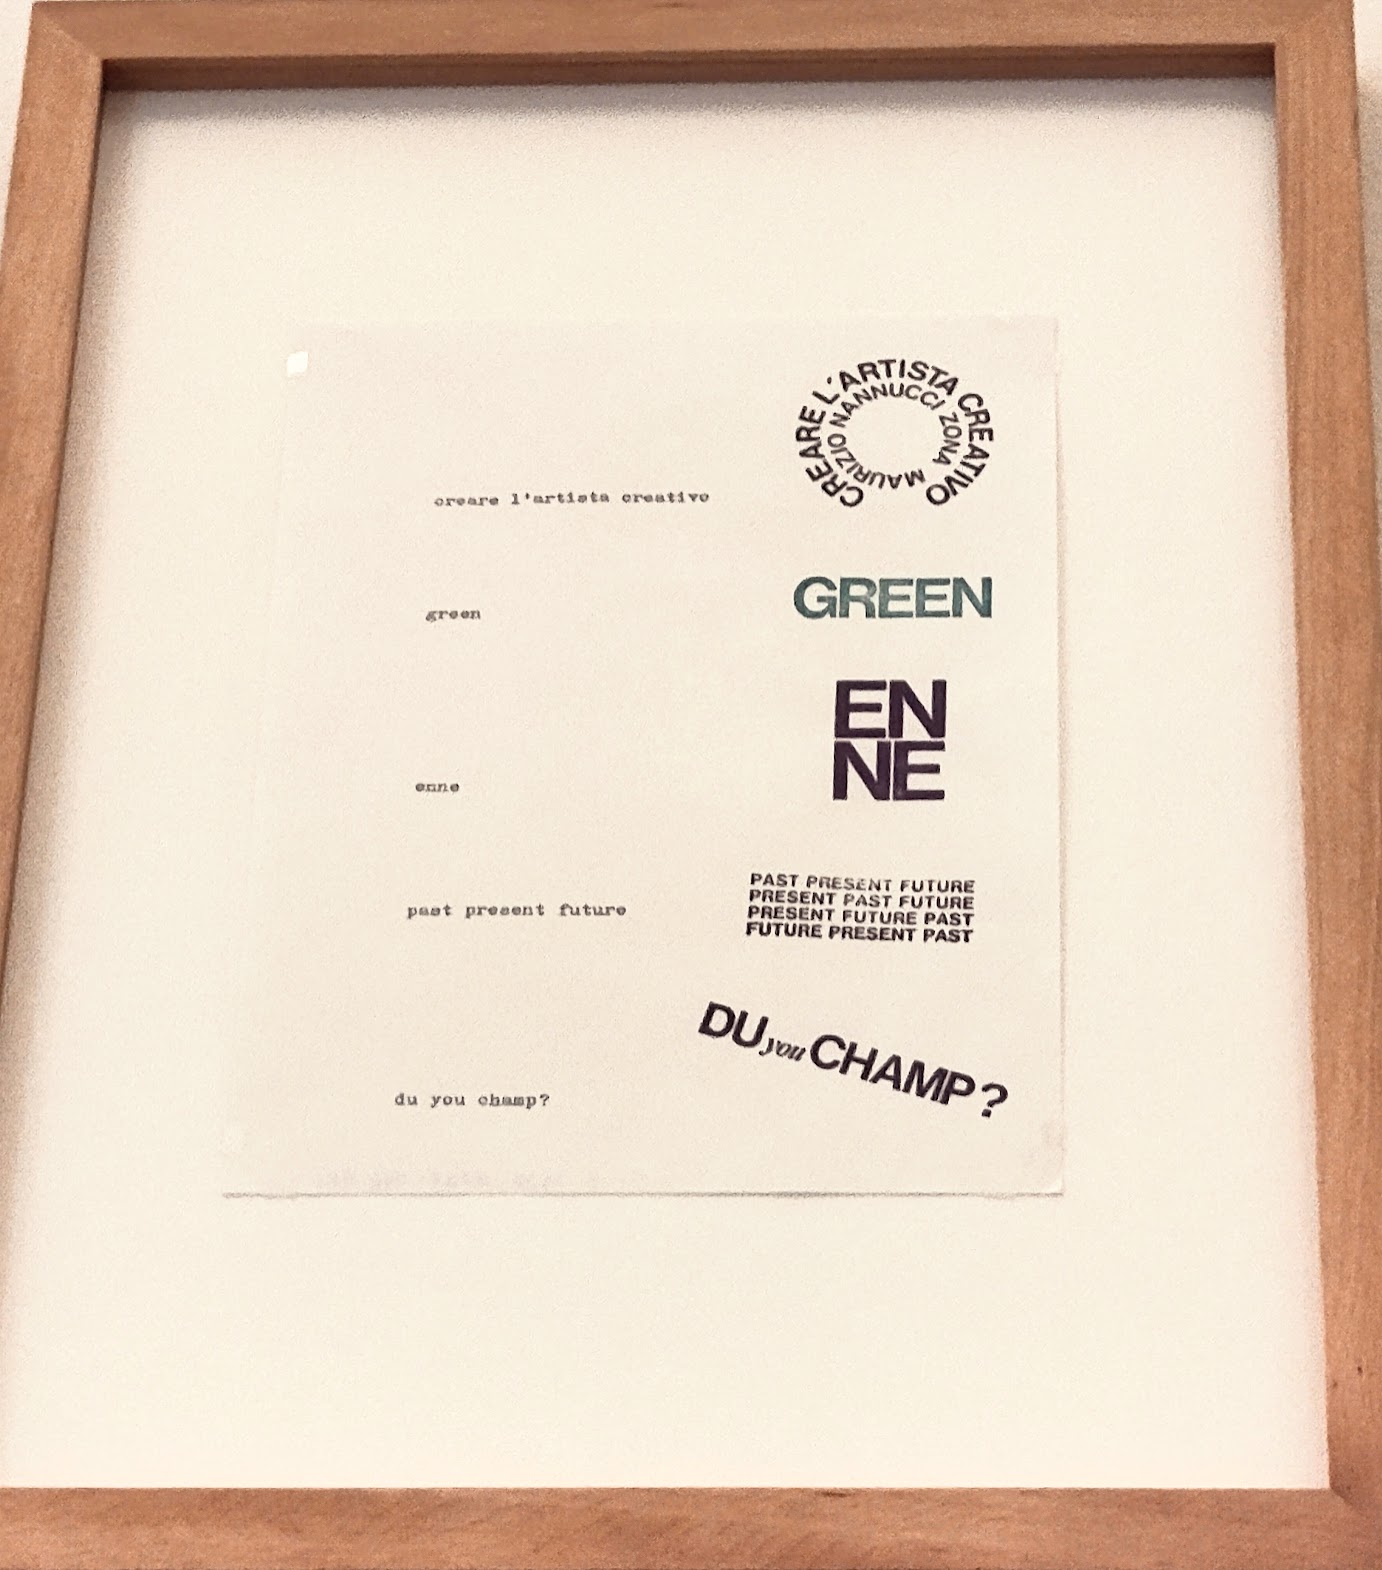 CREARE L'ARTISTA CREATIVO
MAURIZIO NANNUCCI ZONA
creare l'artista creativo
GREEN
green
EN
NE
enne
PAST PRESENT FUTURE
PRESENT PAST FUTURE
PRESENT FUTURE PAST
FUTURE PRESENT PAST
past present future
DU you CHAMP?
du you champ?